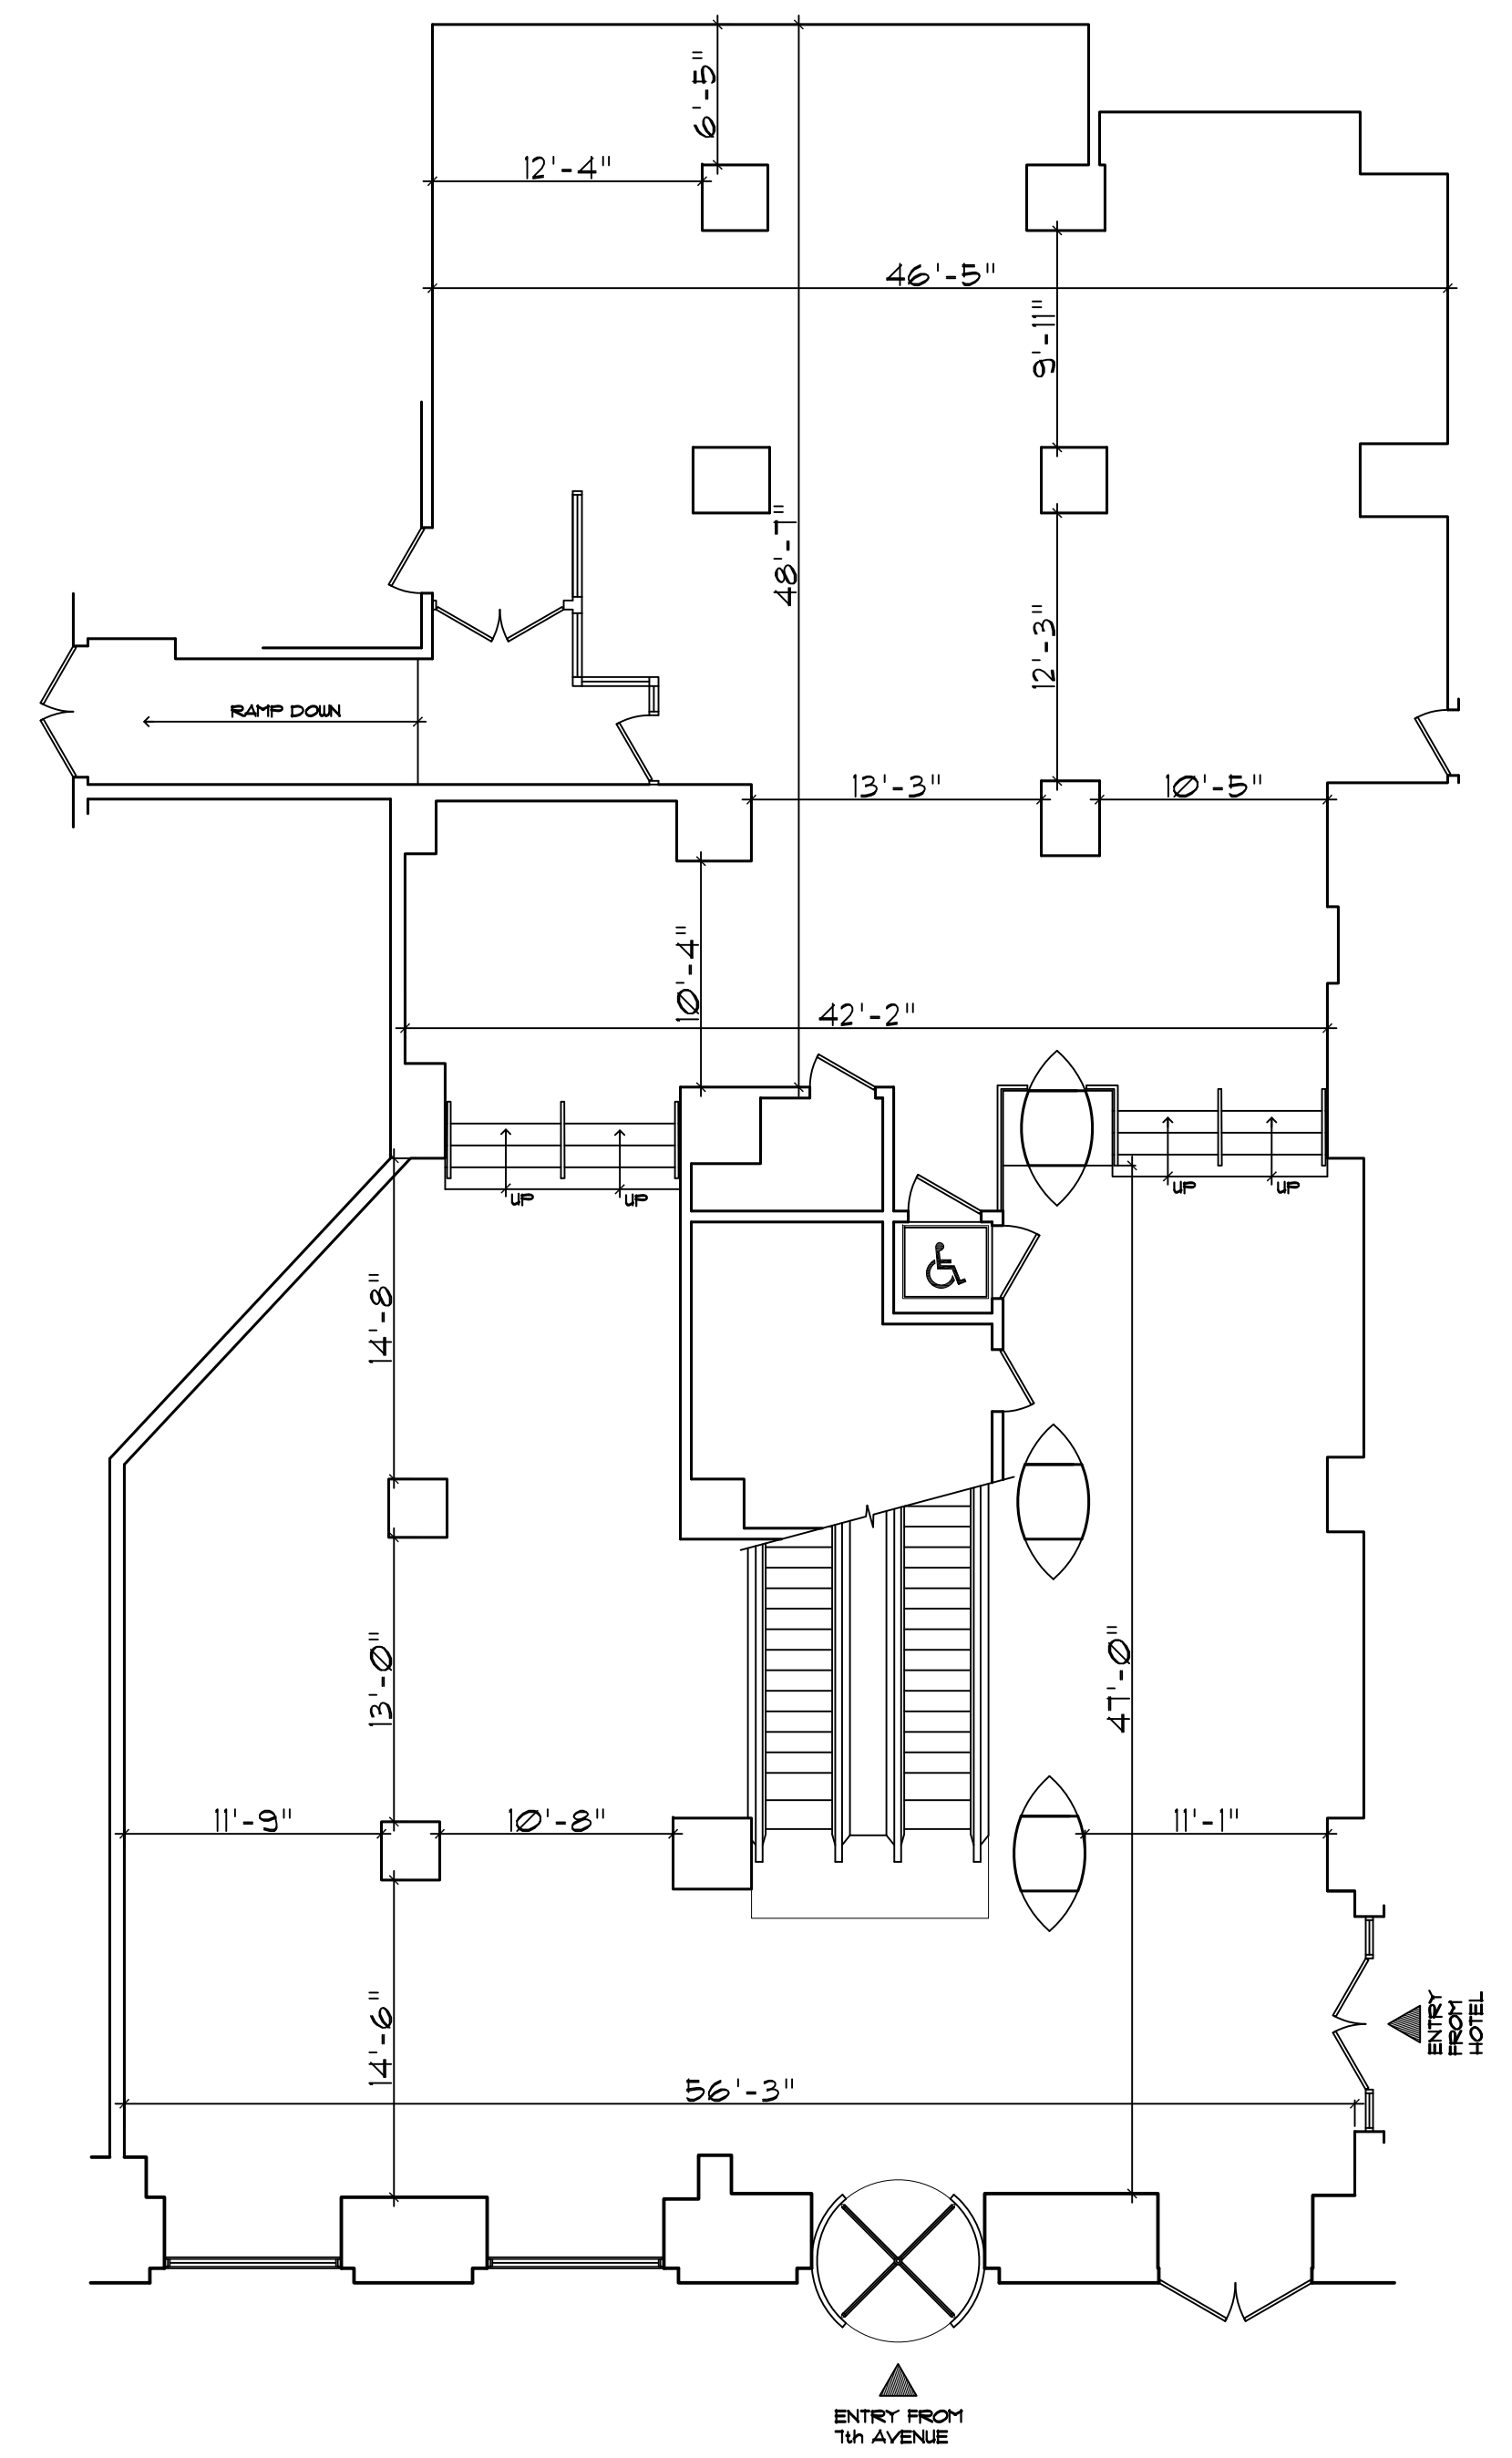 6'-5"
12'-4"
46'-5"
9'-11"
48'-7"
12'-3"
RAMP DOWN
13'-3"
10'-5"
10'-4"
42'-2"
UP
UP
UP
UP
14'-8"
13'-0"
47'-0"
11'-9"
10'-8"
11'-1"
14'-6"
ENTRY
FROM
HOTEL
56'-3"
ENTRY FROM
7th AVENUE